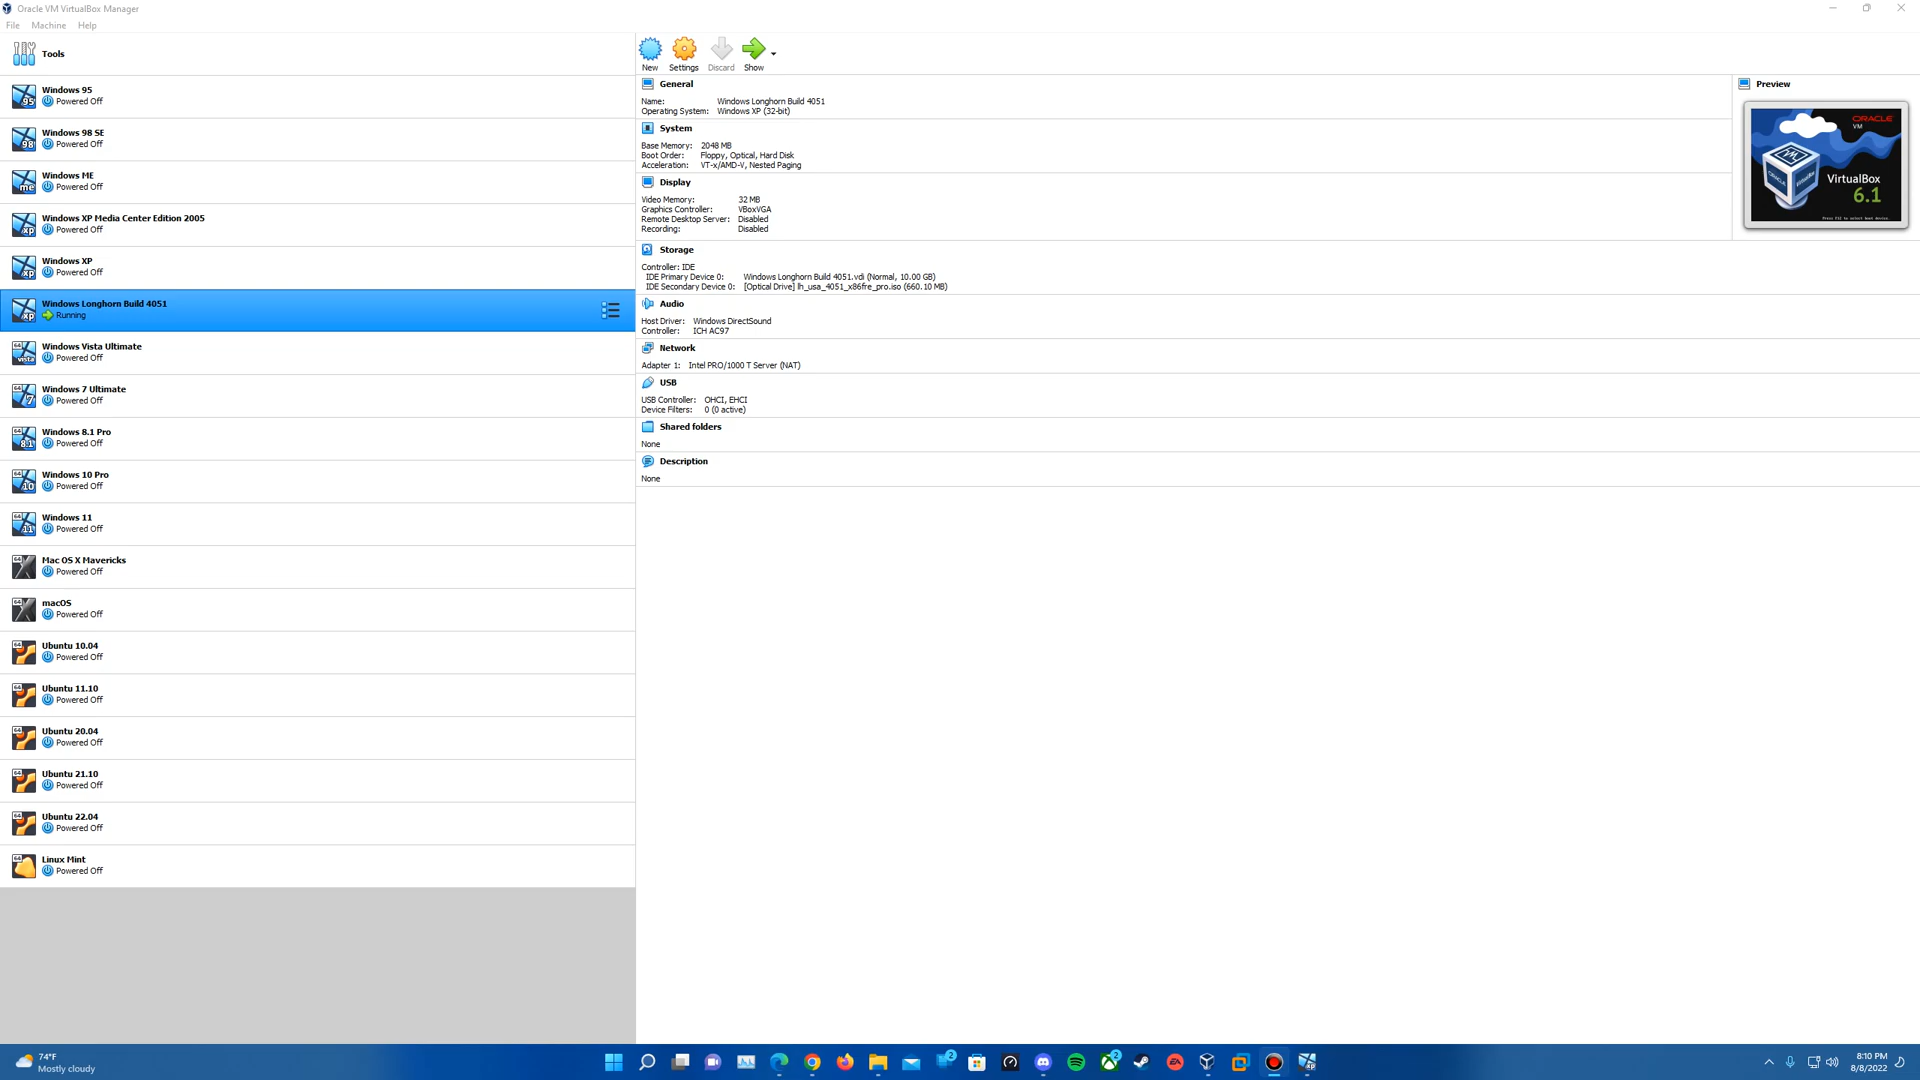 Oracle VM VirtualBox Manager
File Machine Help
Tools
Windows 95
Powered Off
Windows 98 SE
Powered Off
Windows ME
Powered Off
Windows XP Media Center Edition 2005
Powered Off
Windows XP
Powered Off
Windows Longhorn Build 4051
Running
Windows Vista Ultimate
Powered Off
Windows 7 Ultimate
Powered Off
Windows 8.1 Pro
Powered Off
Windows 10 Pro
Powered Off
Windows 11
Powered Off
Mac OS X Mavericks
Powered Off
macOS
Powered Off
Ubuntu 10.04
Powered Off
Ubuntu 11.10
Powered Off
Ubuntu 20.04
Powered Off
Ubuntu 21.10
Powered Off
Ubuntu 22.04
Powered Off
Linux Mint
Powered Off
New Settings Discard Show
General
Name: Windows Longhorn Build 4051
Operating System: Windows XP (32-bit)
System
Base Memory: 2048 MB
Boot Order: Floppy, Optical, Hard Disk
Acceleration: VT-x/AMD-V, Nested Paging
Display
Video Memory: 32 MB
Graphics Controller: VBoxVGA
Remote Desktop Server: Disabled
Recording: Disabled
Storage
Controller: IDE
IDE Primary Device 0: Windows Longhorn Build 4051.vdi (Normal, 10.00 GB)
IDE Secondary Device 0: [Optical Drive] lh_usa_4051_x86fre_pro.iso (660.10 MB)
Audio
Host Driver: Windows DirectSound
Controller: ICH AC97
Network
Adapter 1: Intel PRO/1000 T Server (NAT)
USB
USB Controller: OHCI, EHCI
Device Filters: 0 (0 active)
Shared folders
None
Description
None
Preview
ORACLE
VM
VirtualBox
6.1
Press F12 to select boot device.
74°F
Mostly cloudy
8:10 PM
8/8/2022